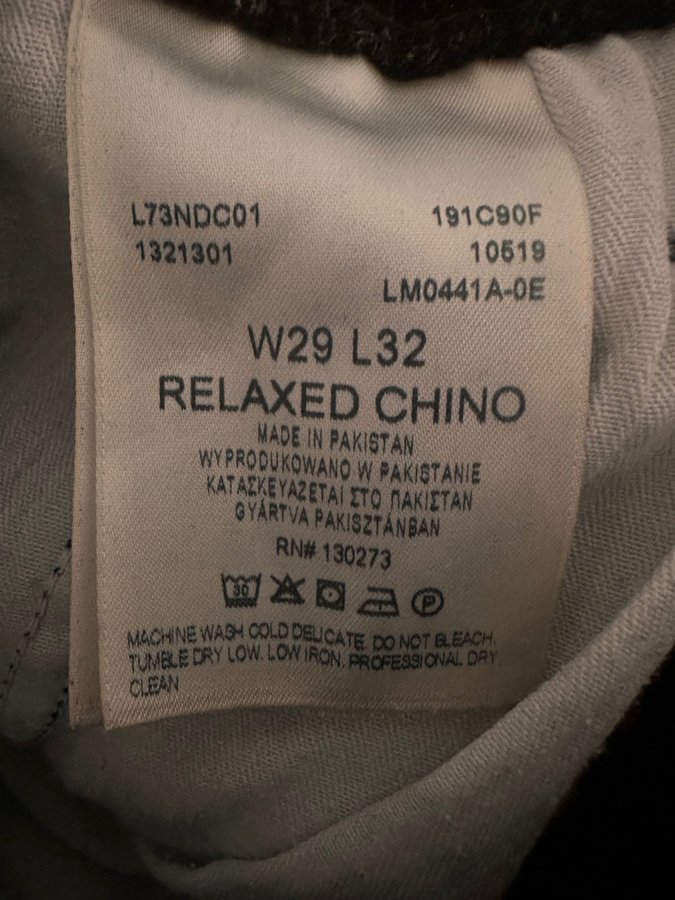 L73NDC01 191C90F
1321301 10519
LM0441A-0E
W29 L32
RELAXED CHINO
MADE IN PAKISTAN
WYPRODUKOWANO W PAKISTANIE
ΚΑΤΑΣΚΕΥΑΖΕΤΑΙ ΣΤΟ ΠΑΚΙΣΤΑΝ
GYÁRTVA PAKISZTÁNBAN
RN# 130273
30 P
MACHINE WASH COLD DELICATE. DO NOT BLEACH.
TUMBLE DRY LOW. LOW IRON. PROFESSIONAL DRY
CLEAN